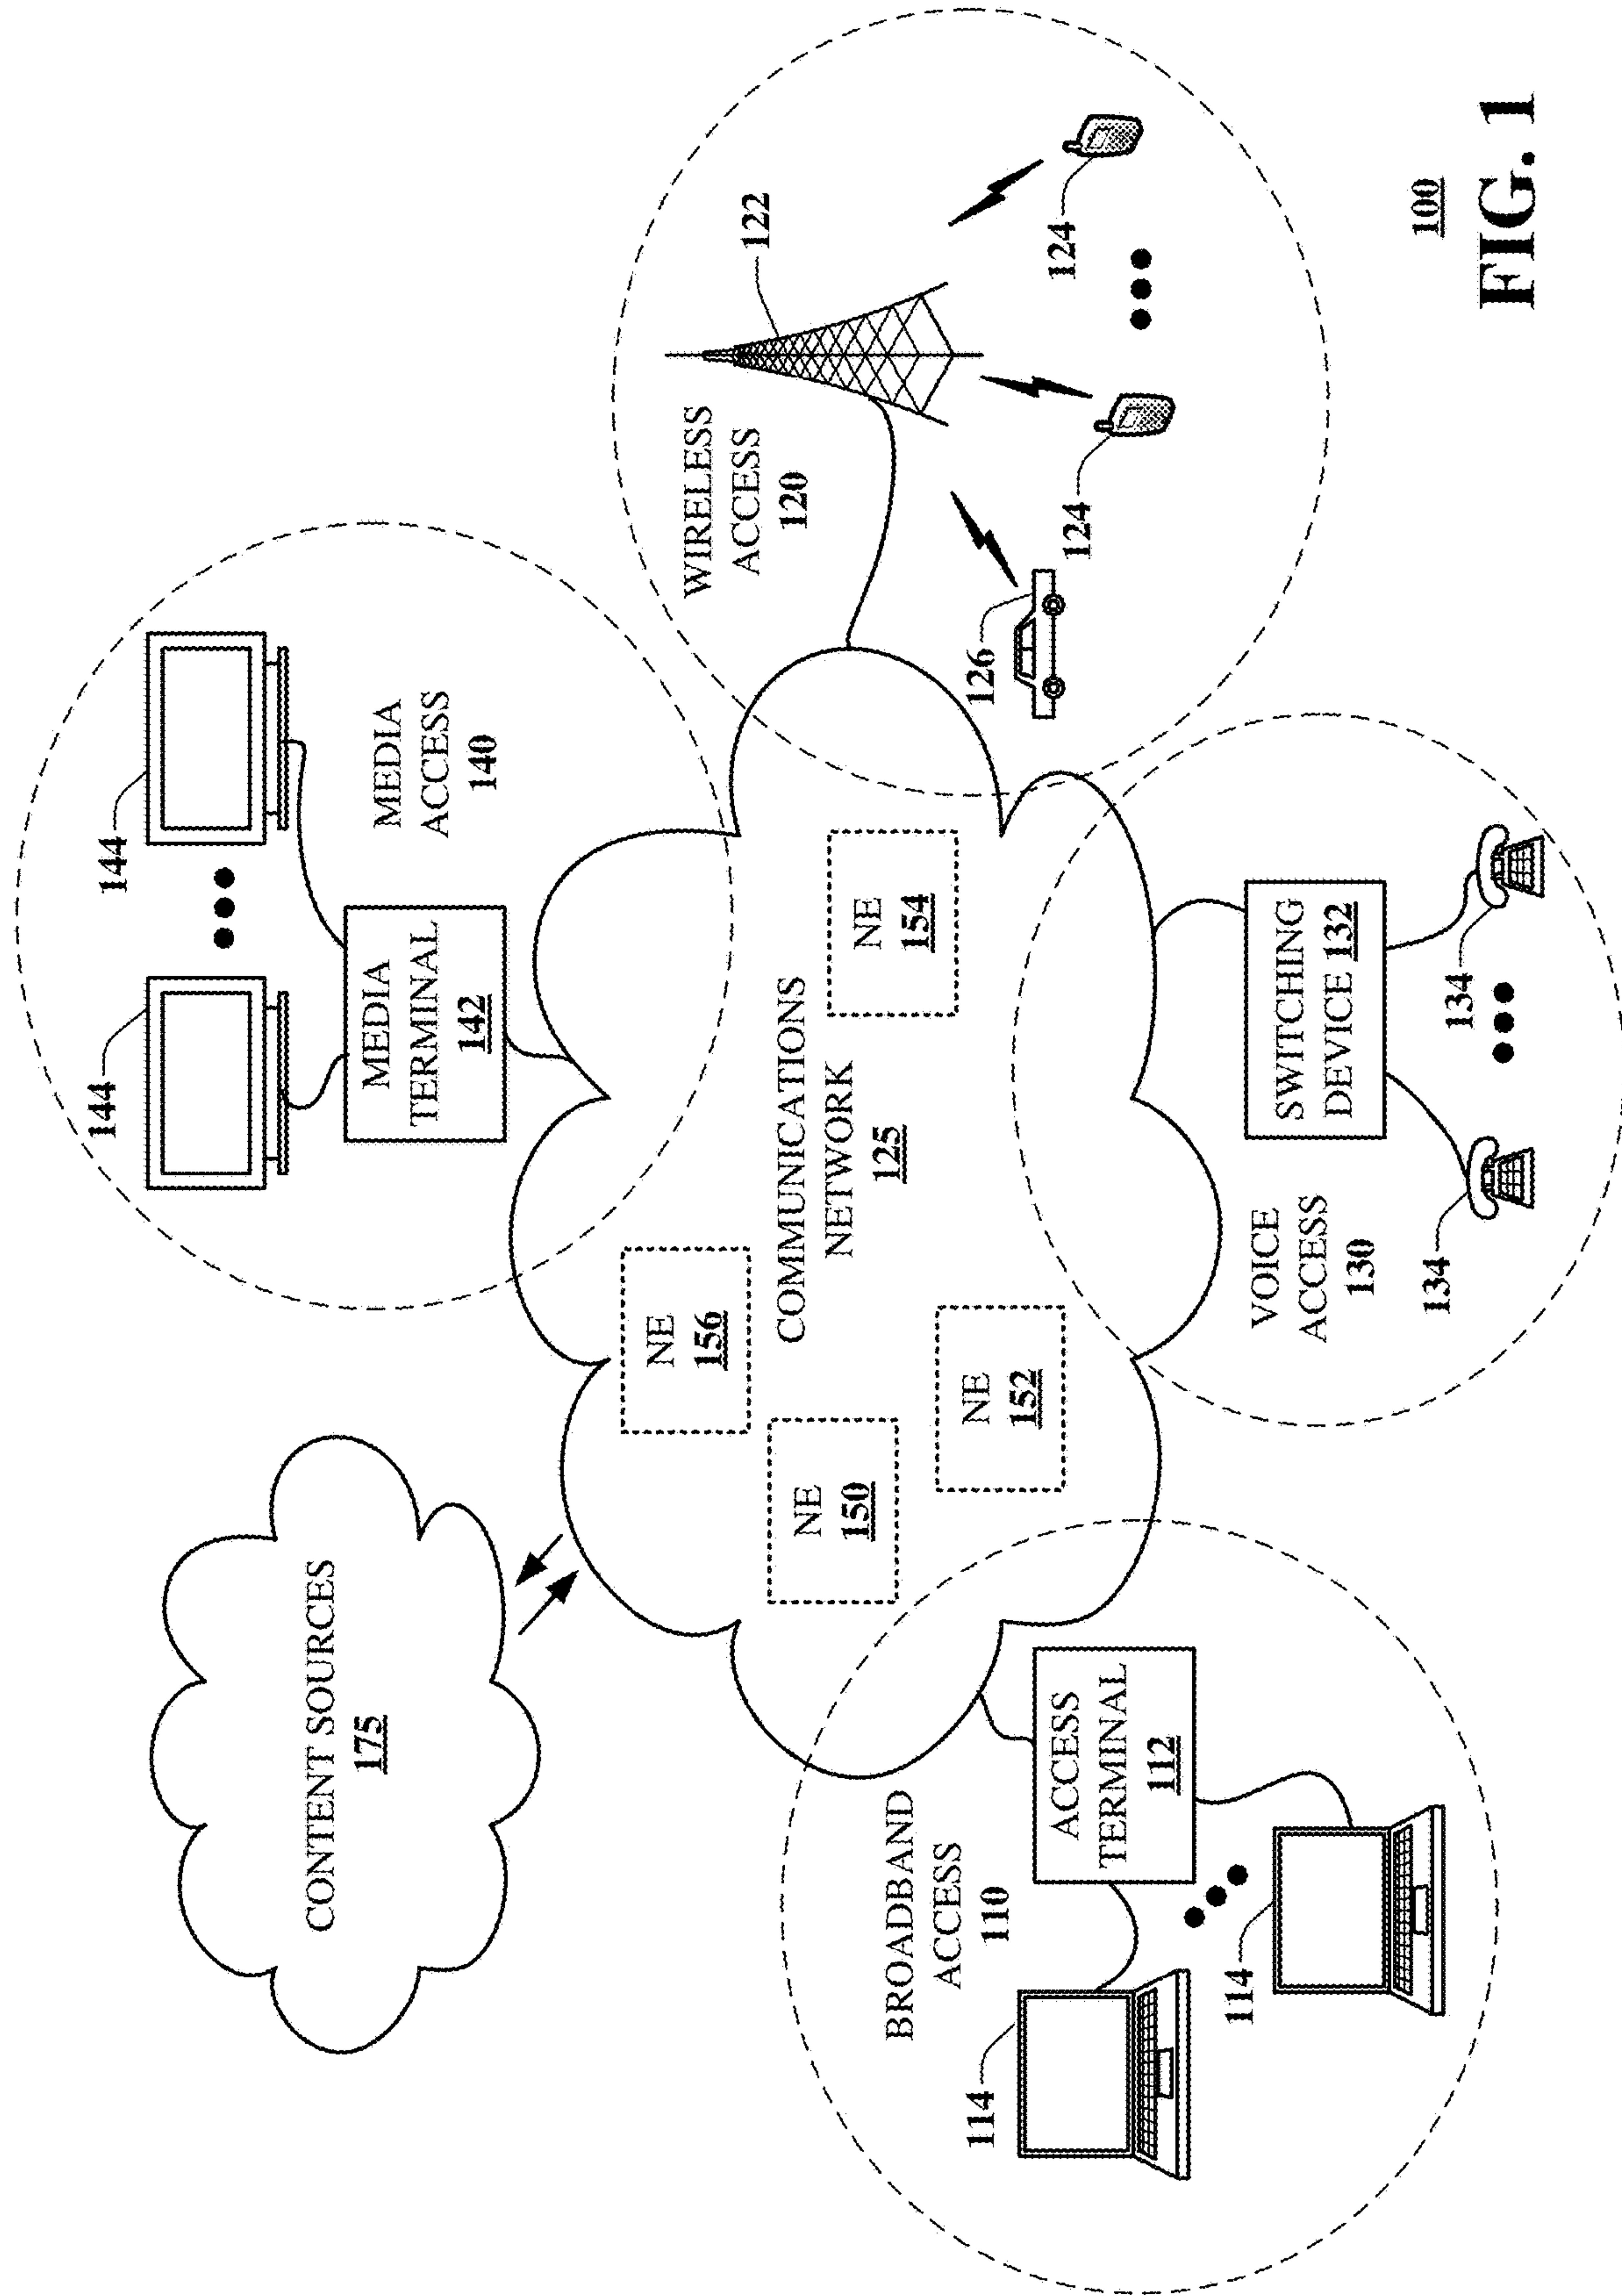 CONTENT SOURCES
175
144
144
MEDIA
TERMINAL
142
MEDIA
ACCESS
140
WIRELESS
ACCESS
120
122
124
124
126
COMMUNICATIONS
NETWORK
125
NE
156
NE
150
NE
152
NE
154
BROADBAND
ACCESS
110
ACCESS
TERMINAL
112
114
114
VOICE
ACCESS
130
SWITCHING
DEVICE 132
134
134
100
FIG. 1